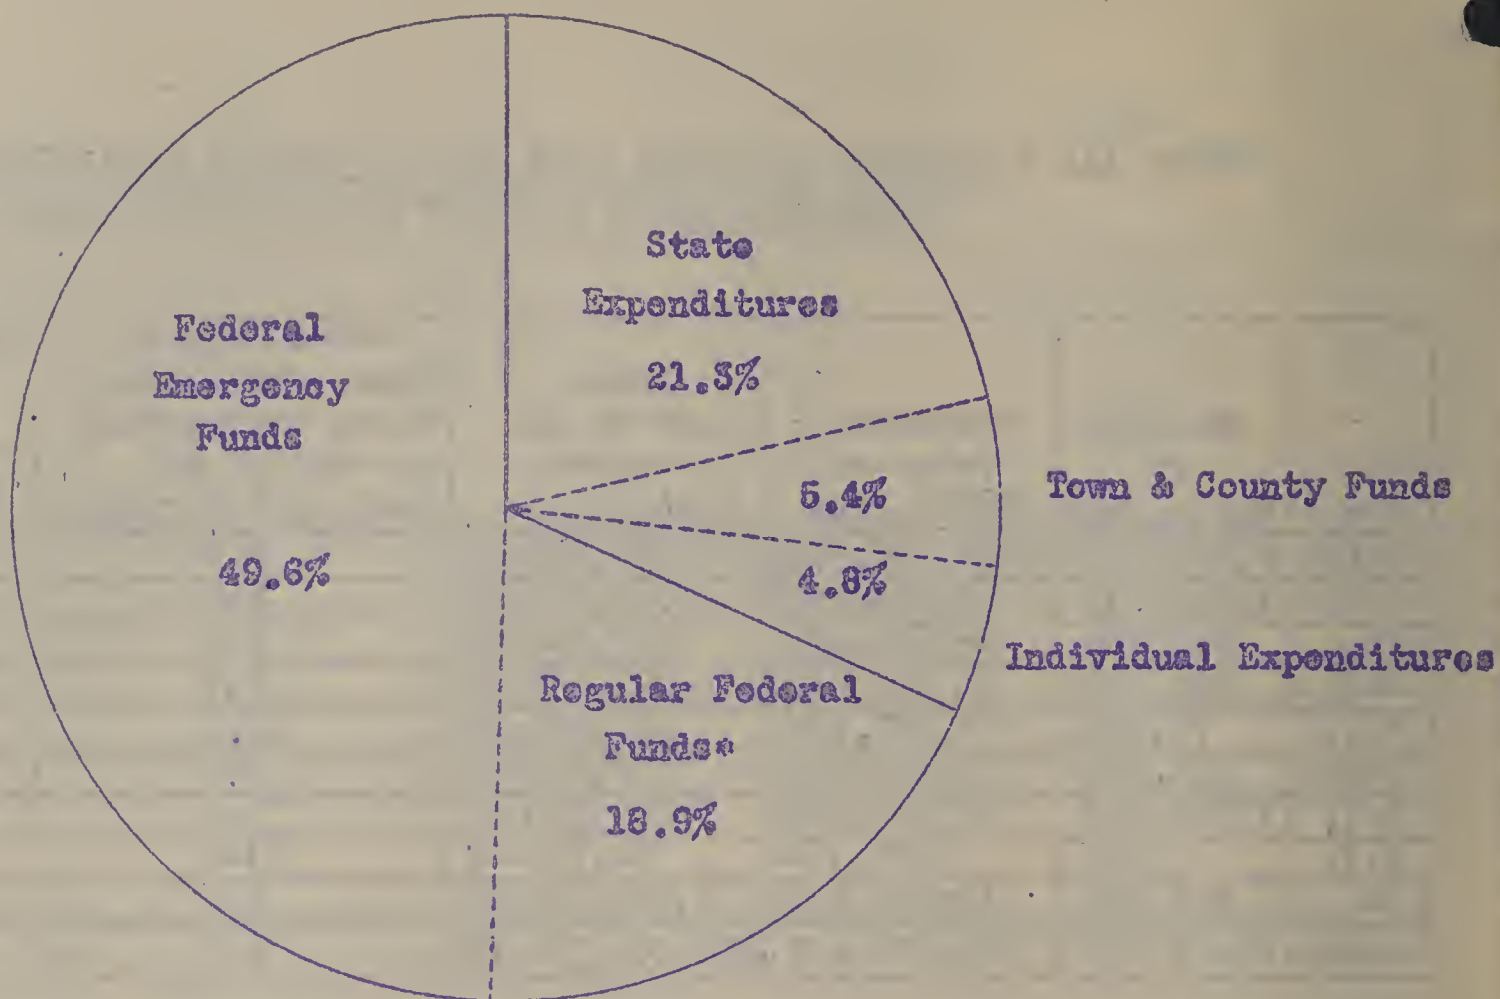 State
Expenditures
21.3%
Federal
Emergency
Funds
49.6%
5.4%
Town & County Funds
4.8%
Individual Expenditures
Regular Federal
Funds*
18.9%